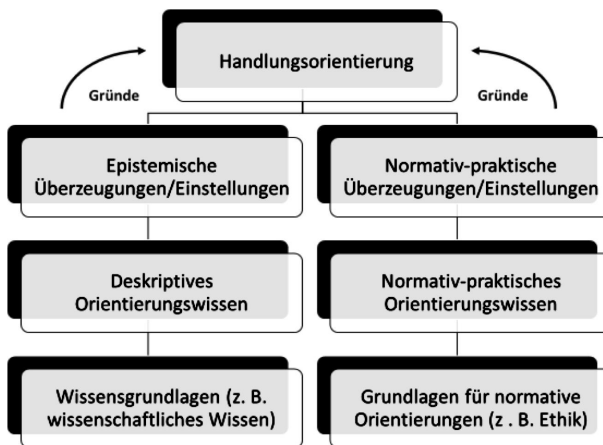 Handlungsorientierung
Gründe
Gründe
Epistemische
Überzeugungen/Einstellungen
Normativ-praktische
Überzeugungen/Einstellungen
Deskriptives
Orientierungswissen
Normativ-praktisches
Orientierungswissen
Wissensgrundlagen (z. B.
wissenschaftliches Wissen)
Grundlagen für normative
Orientierungen (z . B. Ethik)